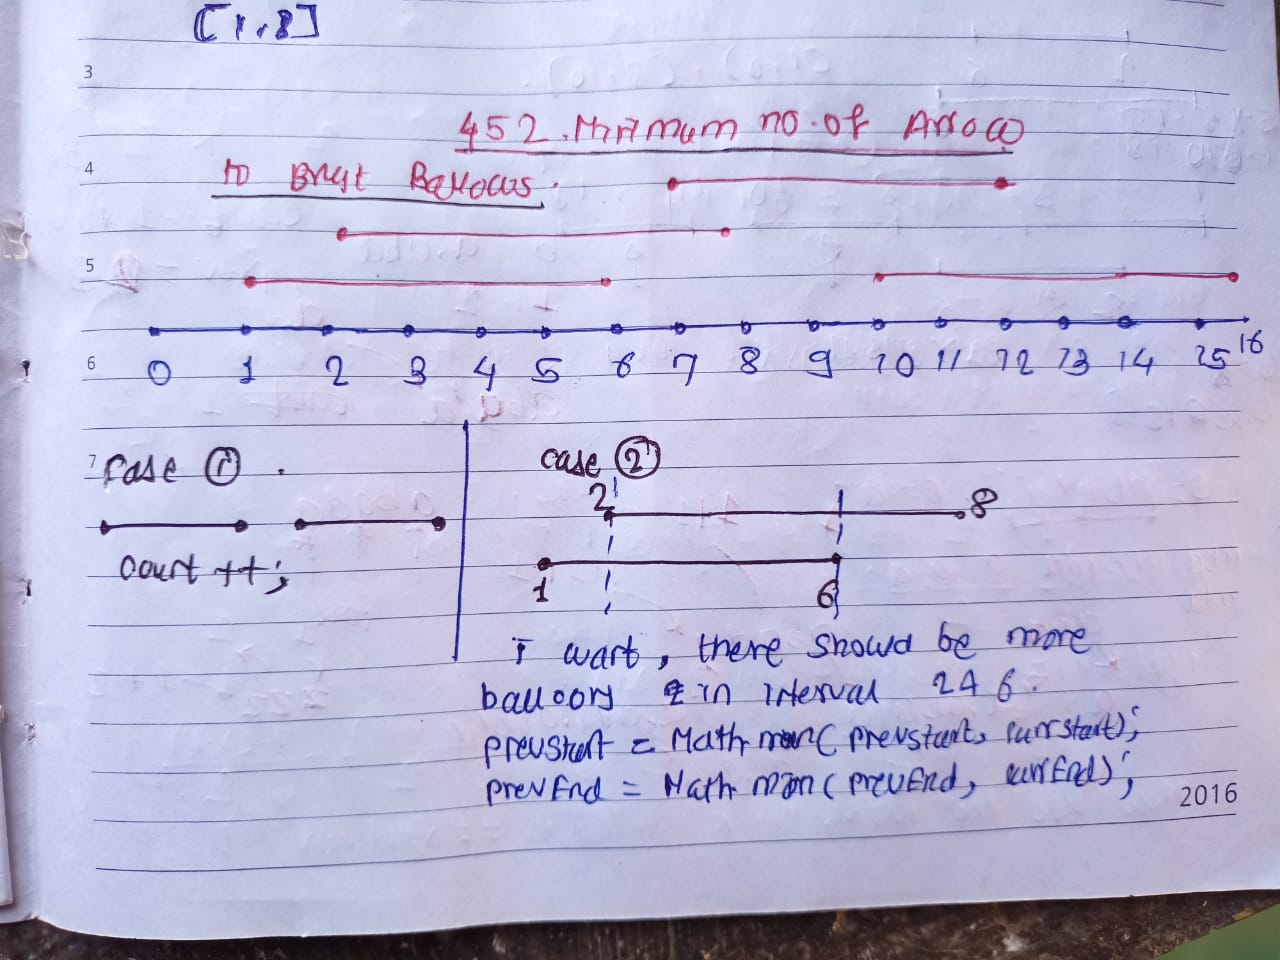 [1,8]
3
452. Minimum no. of Arrow
4
to Brust Balloons.
5
6
0 1 2 3 4 5 6 7 8 9 10 11 12 13 14 15 16
7
Case ① .
count ++;
case ②
2 8
1 6
I want, there should be more
balloons in interval 2 & 6.
prevstart = Math (prevstart, currstart);
prevEnd = Math min (prevEnd, currEnd);
2016